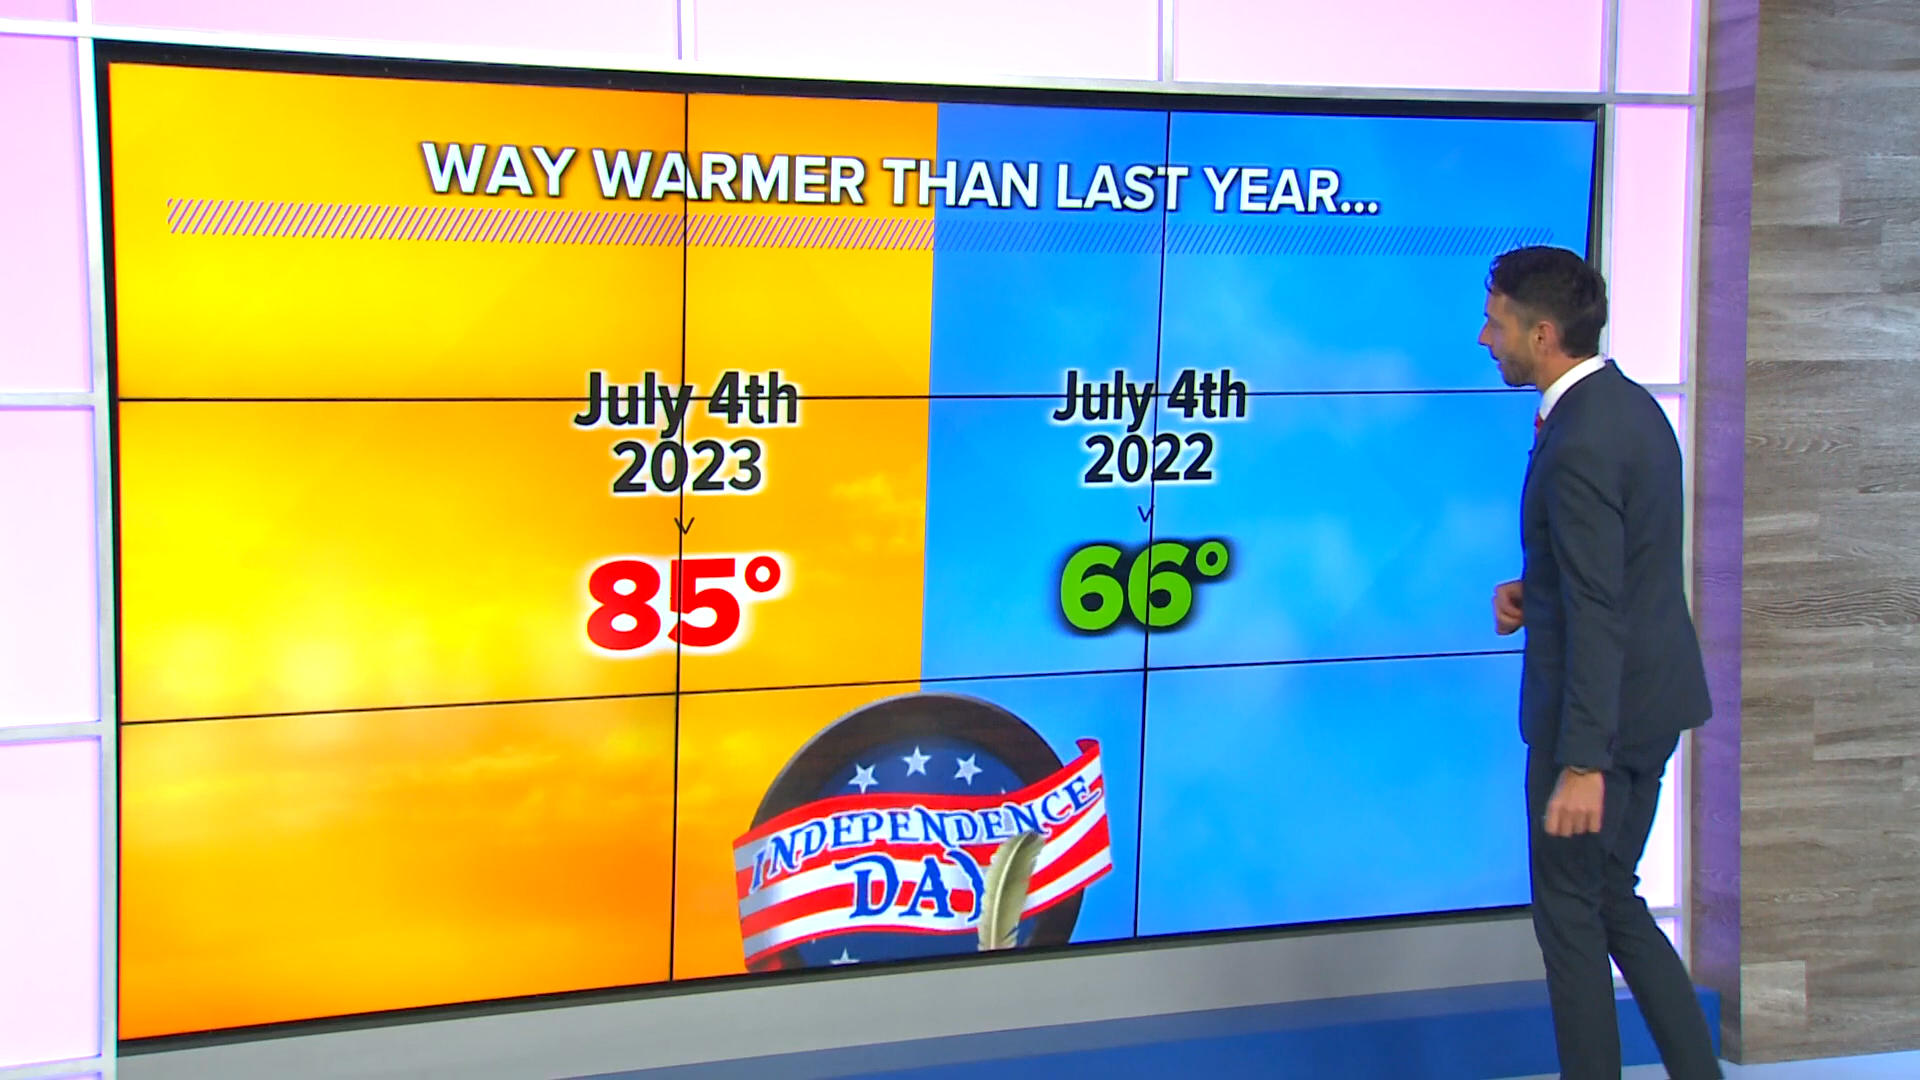 WAY WARMER THAN LAST YEAR...
July 4th
2023
85°
July 4th
2022
66°
INDEPENDENCE
DAY